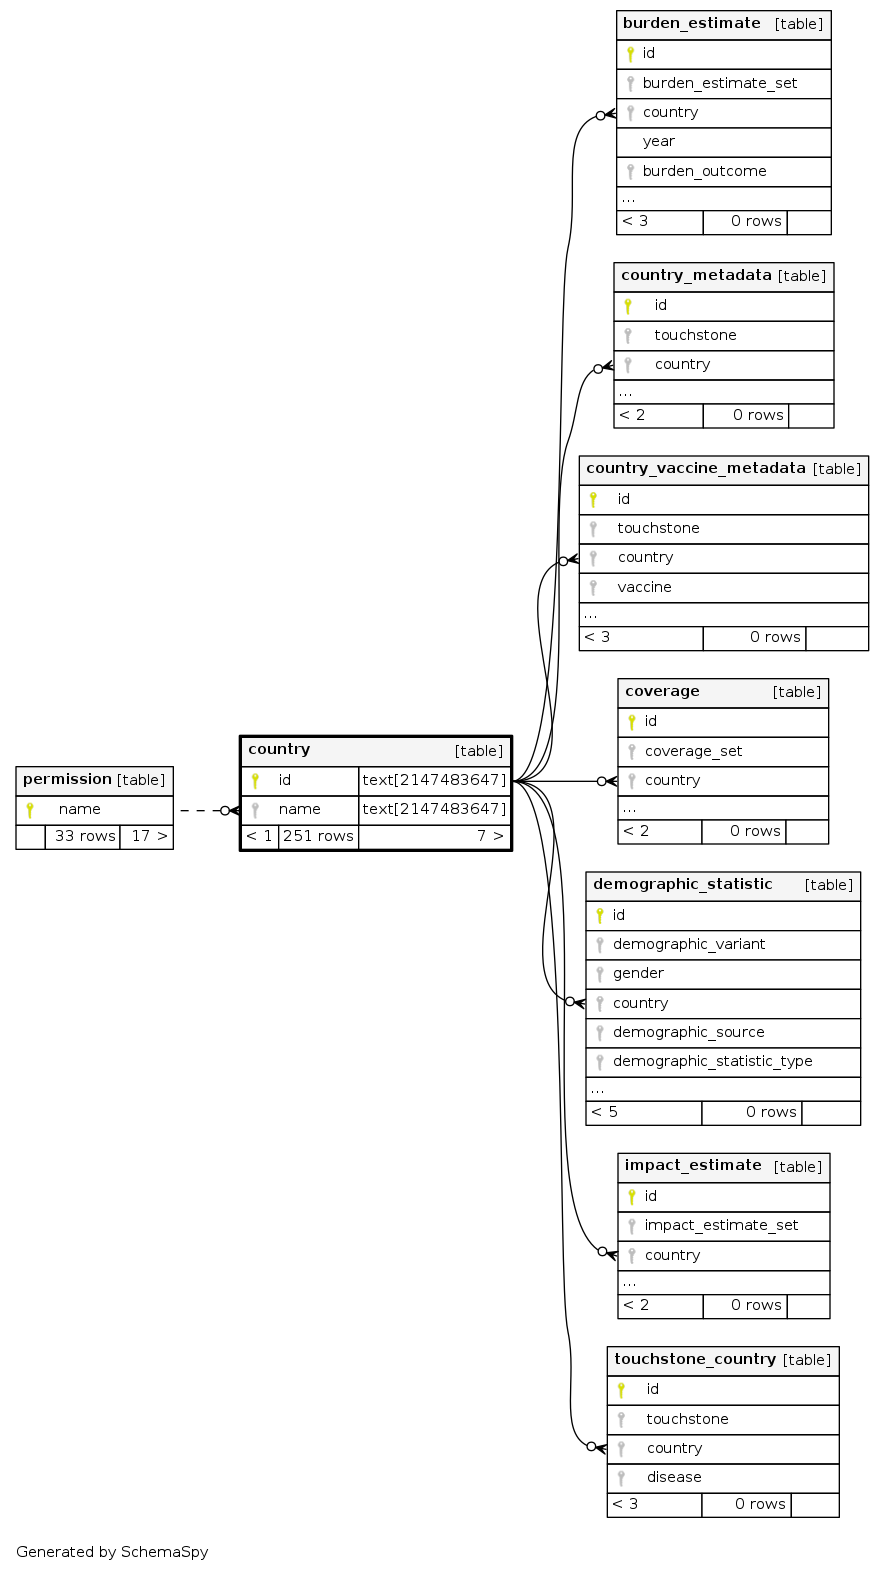 burden_estimate [table]
id
burden_estimate_set
country
year
burden_outcome
...
< 3 0 rows
country_metadata [table]
id
touchstone
country
...
< 2 0 rows
country_vaccine_metadata [table]
id
touchstone
country
vaccine
...
< 3 0 rows
coverage [table]
id
coverage_set
country
...
< 2 0 rows
permission [table]
name
33 rows 17 >
country [table]
id text[2147483647]
name text[2147483647]
< 1 251 rows 7 >
demographic_statistic [table]
id
demographic_variant
gender
country
demographic_source
demographic_statistic_type
...
< 5 0 rows
impact_estimate [table]
id
impact_estimate_set
country
...
< 2 0 rows
touchstone_country [table]
id
touchstone
country
disease
< 3 0 rows
Generated by SchemaSpy